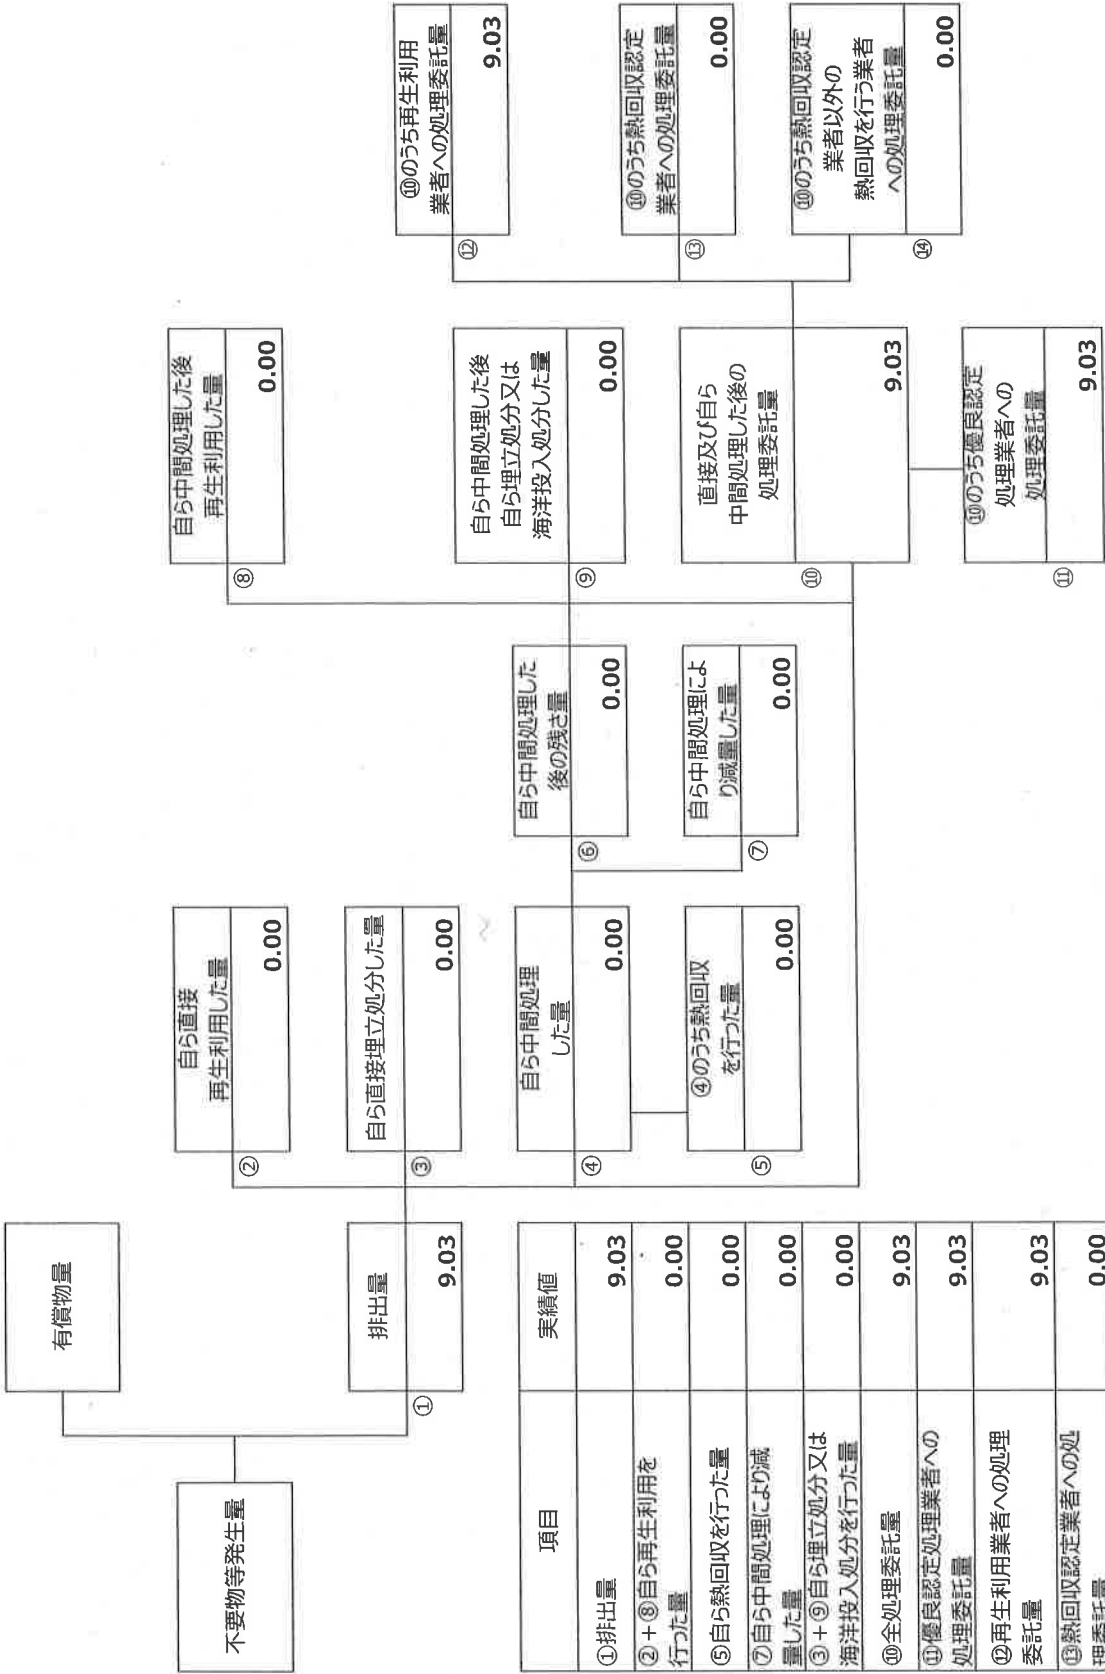 不要物等発生量
有償物量
排出量
①
9.03
自ら直接
再生利用した量
②
0.00
自ら直接埋立処分した量
③
0.00
自ら中間処理
した量
④
0.00
④のうち熱回収
を行った量
⑤
0.00
自ら中間処理した
後の残さ量
⑥
0.00
自ら中間処理によ
り減量した量
⑦
0.00
自ら中間処理した後
再生利用した量
⑧
0.00
自ら中間処理した後
自ら埋立処分又は
海洋投入処分した量
⑨
0.00
直接及び自ら
中間処理した後の
処理委託量
⑩
9.03
⑩のうち優良認定
処理業者への
処理委託量
⑪
9.03
⑩のうち再生利用
業者への処理委託量
⑫
9.03
⑩のうち熱回収認定
業者への処理委託量
⑬
0.00
⑩のうち熱回収認定
業者以外の
熱回収を行う業者
への処理委託量
⑭
0.00
項目 実績値
①排出量 9.03
②+⑧自ら再生利用を
行った量 0.00
⑤自ら熱回収を行った量 0.00
⑦自ら中間処理により減
量した量 0.00
③+⑨自ら埋立処分又は
海洋投入処分を行った量 0.00
⑩全処理委託量 9.03
⑪優良認定処理業者への
処理委託量 9.03
⑫再生利用業者への処理
委託量 9.03
⑬熱回収認定業者への処
理委託量 0.00